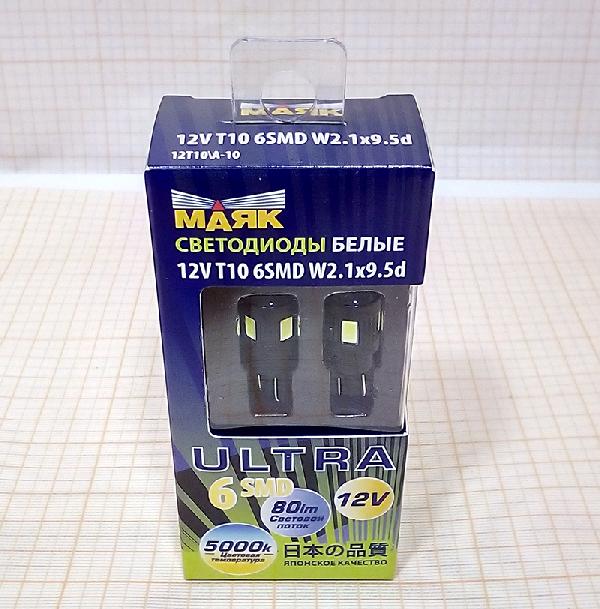 МАЯК
12V T10 6SMD W2.1x9.5d
12T10\A-10
МАЯК
СВЕТОДИОДЫ БЕЛЫЕ
12V T10 6SMD W2.1x9.5d
ULTRA
6 SMD
80lm
Световой
поток
12V
5000k
Цветовая
температура
日本の品質
ЯПОНСКОЕ КАЧЕСТВО